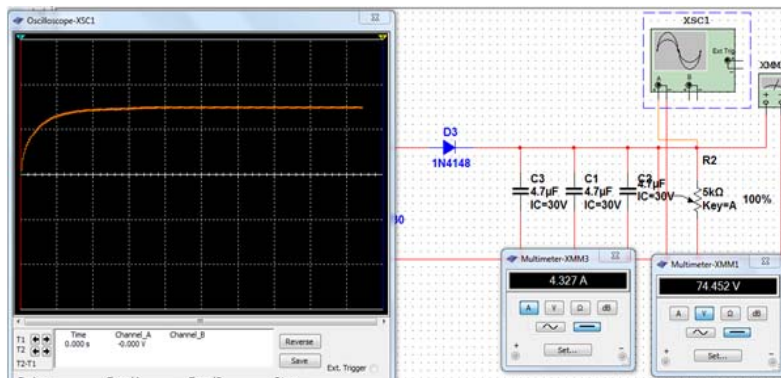 Oscilloscope-XSC1
XSC1
Ext Trig
A
B
XMM
D3
1N4148
C3
4.7µF
IC=30V
C1
4.7µF
IC=30V
C2
4.7µF
IC=30V
R2
5kΩ
Key=A
100%
Multimeter-XMM3
4.327 A
A V Ω dB
Set...
Multimeter-XMM1
74.452 V
A V Ω dB
Set...
T1
T2
T2-T1
Time Channel_A Channel_B
0.000 s -0.000 V
Reverse
Save
Ext. Trigger